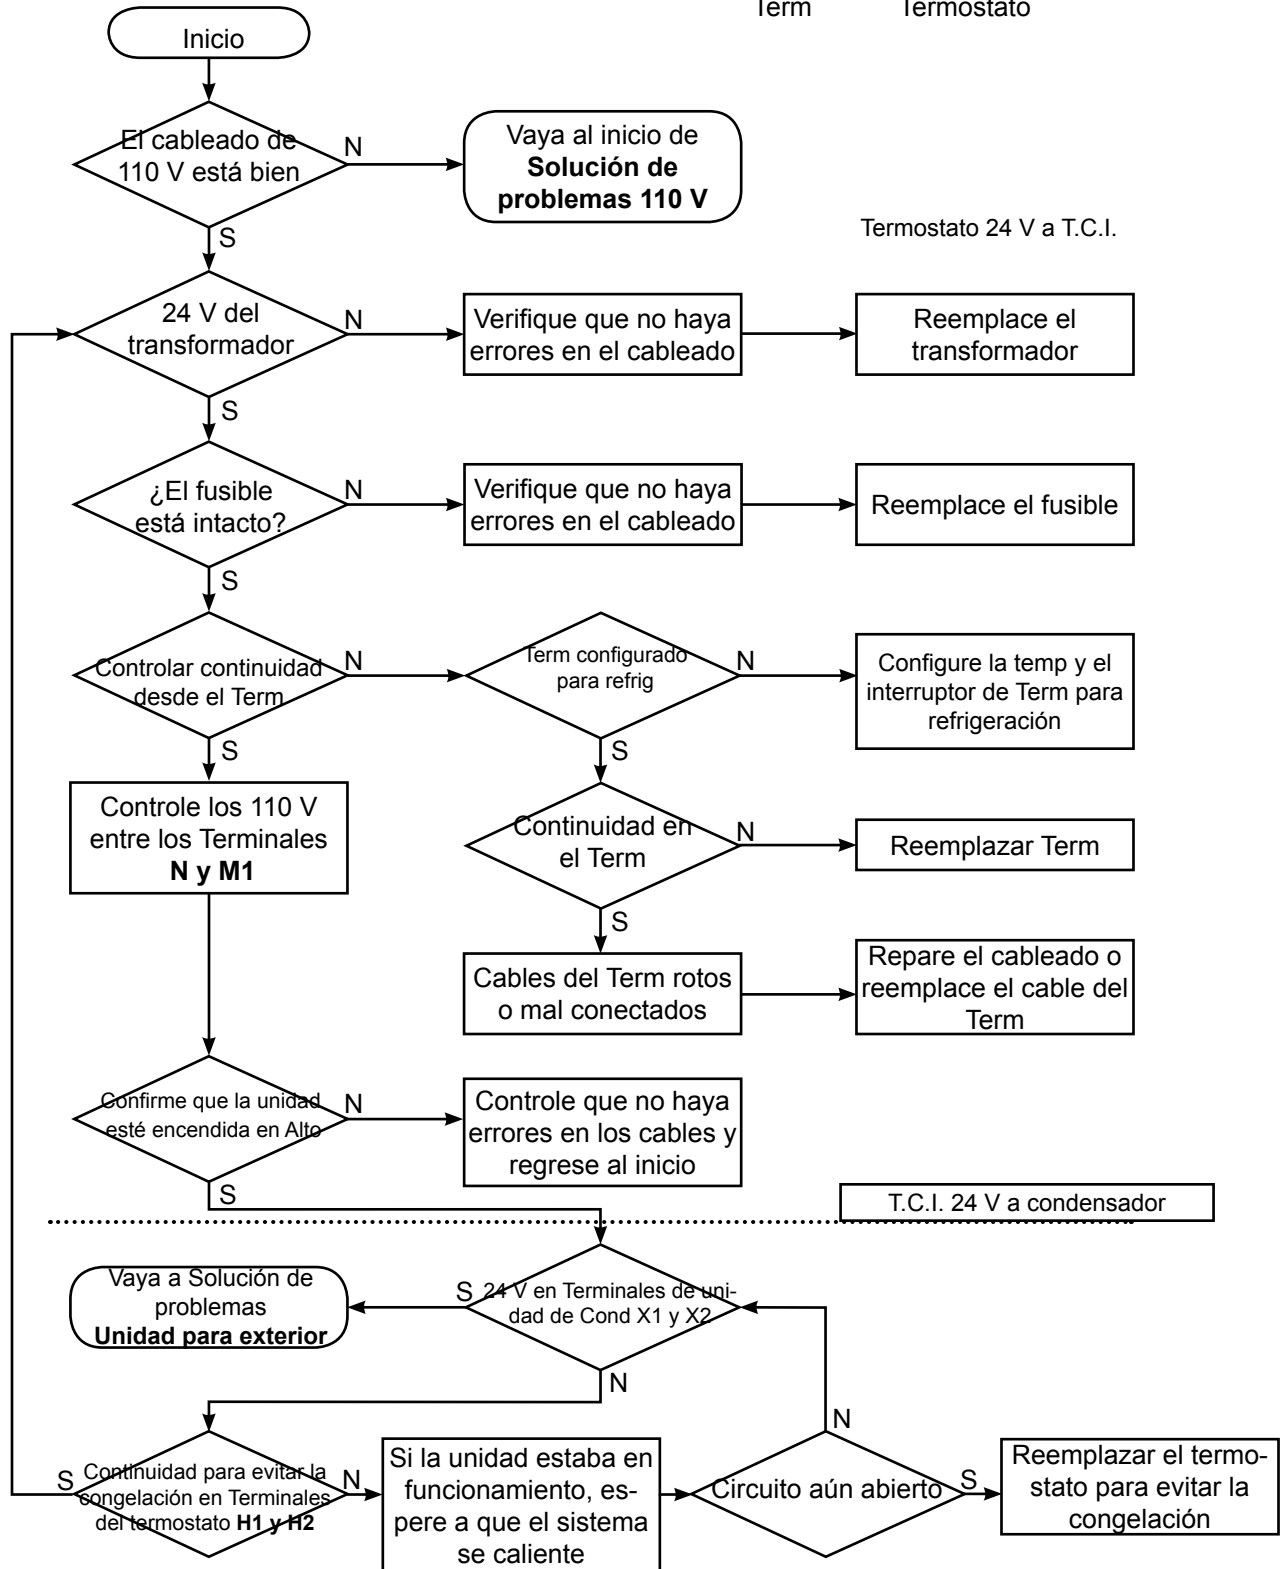 Term Termostato
Inicio
El cableado de
110 V está bien
N
Vaya al inicio de
Solución de
problemas 110 V
S
Termostato 24 V a T.C.I.
24 V del
transformador
N
Verifique que no haya
errores en el cableado
Reemplace el
transformador
S
¿El fusible
está intacto?
N
Verifique que no haya
errores en el cableado
Reemplace el fusible
S
Controlar continuidad
desde el Term
N
Term configurado
para refrig
N
Configure la temp y el
interruptor de Term para
refrigeración
S
S
Controle los 110 V
entre los Terminales
N y M1
Continuidad en
el Term
N
Reemplazar Term
S
Cables del Term rotos
o mal conectados
Repare el cableado o
reemplace el cable del
Term
Confirme que la unidad
esté encendida en Alto
N
Controle que no haya
errores en los cables y
regrese al inicio
S
T.C.I. 24 V a condensador
Vaya a Solución de
problemas
Unidad para exterior
S
24 V en Terminales de uni-
dad de Cond X1 y X2
N
N
S
Continuidad para evitar la
congelación en Terminales
del termostato H1 y H2
N
Si la unidad estaba en
funcionamiento, es-
pere a que el sistema
se caliente
Circuito aún abierto
S
Reemplazar el termo-
stato para evitar la
congelación